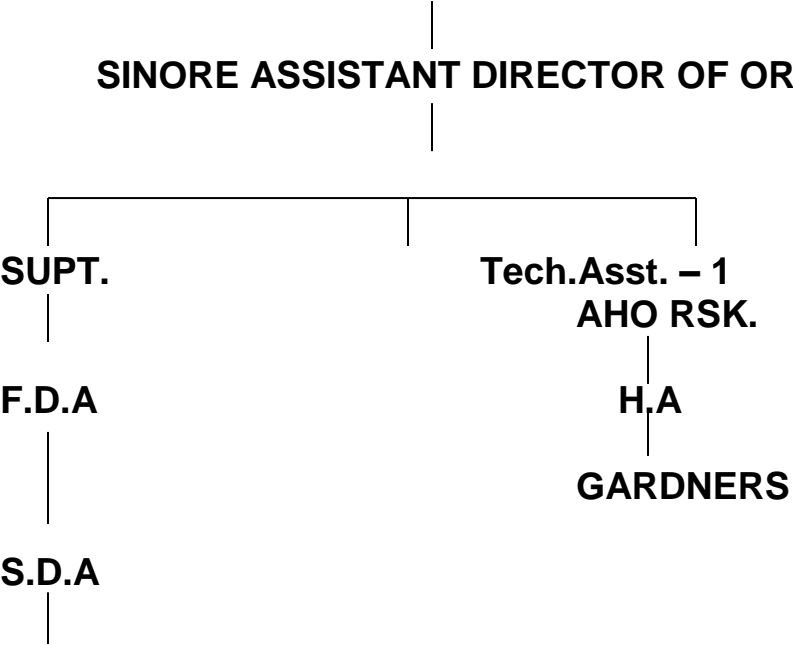 SINORE ASSISTANT DIRECTOR OF OR
SUPT. Tech.Asst. – 1
AHO RSK.
F.D.A H.A
GARDNERS
S.D.A